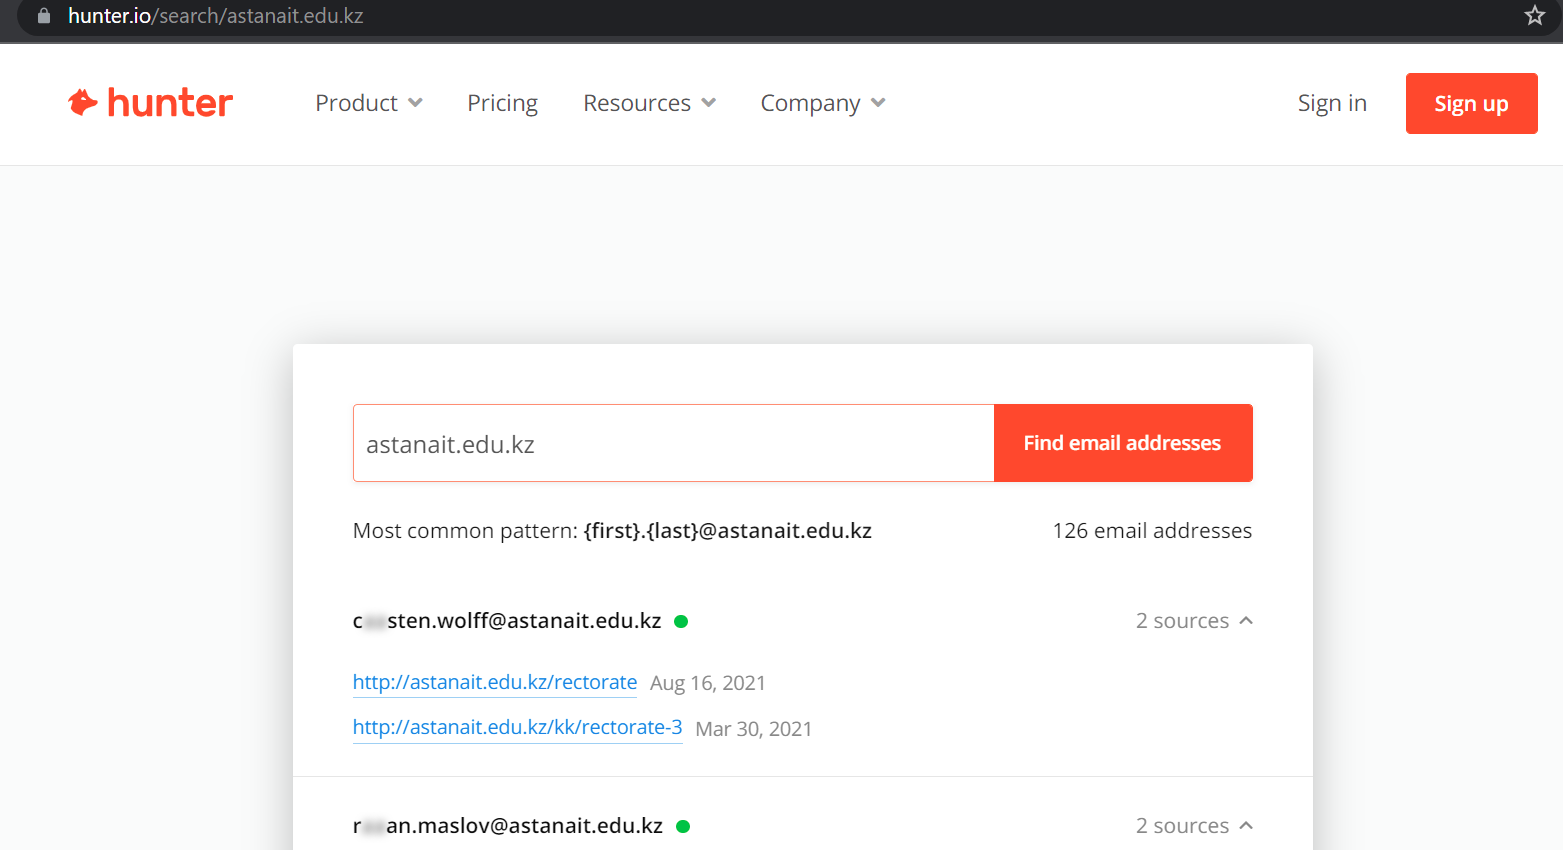 hunter.io/search/astanait.edu.kz
hunter Product Pricing Resources Company Sign in Sign up
astanait.edu.kz Find email addresses
Most common pattern: {first}.{last}@astanait.edu.kz 126 email addresses
sten.wolff@astanait.edu.kz 2 sources
http://astanait.edu.kz/rectorate Aug 16, 2021
http://astanait.edu.kz/kk/rectorate-3 Mar 30, 2021
an.maslov@astanait.edu.kz 2 sources